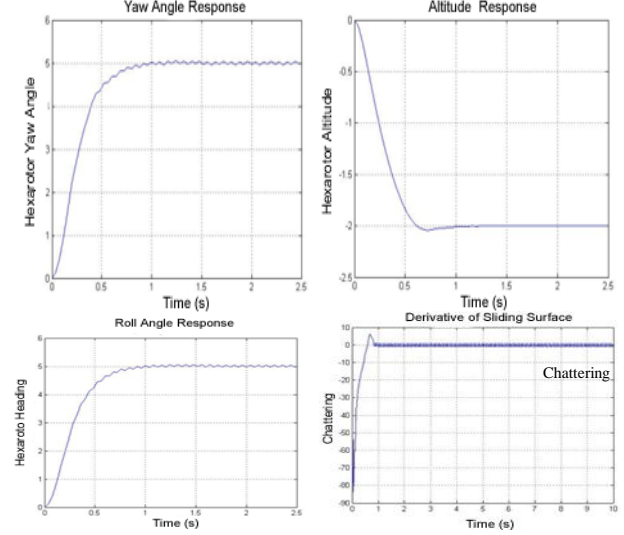 Yaw Angle Response
6
5
4
3
2
1
0
Hexarotor Yaw Angle
0 0.5 1 1.5 2 2.5
Time (s)
Altitude Response
0
-0.5
-1
-1.5
-2
-2.5
Hexarotor Altitude
0 0.5 1 1.5 2 2.5
Time (s)
Roll Angle Response
6
5
4
3
2
1
0
Hexaroto Heading
0 0.5 1 1.5 2 2.5
Time (s)
Derivative of Sliding Surface
10
0
-10
-20
-30
-40
-50
-60
-70
-80
-90
Chattering
Chattering
0 1 2 3 4 5 6 7 8 9 10
Time (s)